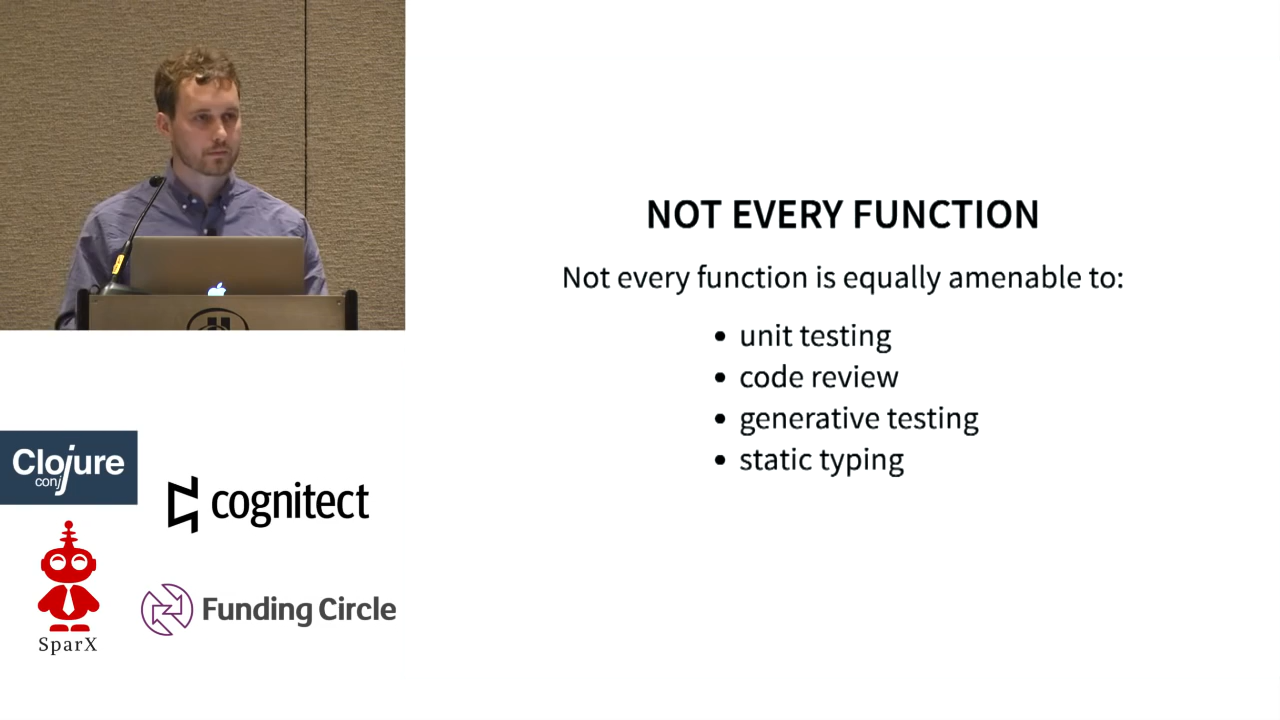 NOT EVERY FUNCTION
Not every function is equally amenable to:
• unit testing
• code review
• generative testing
• static typing
Clojure
conj
cognitect
SparX
Funding Circle